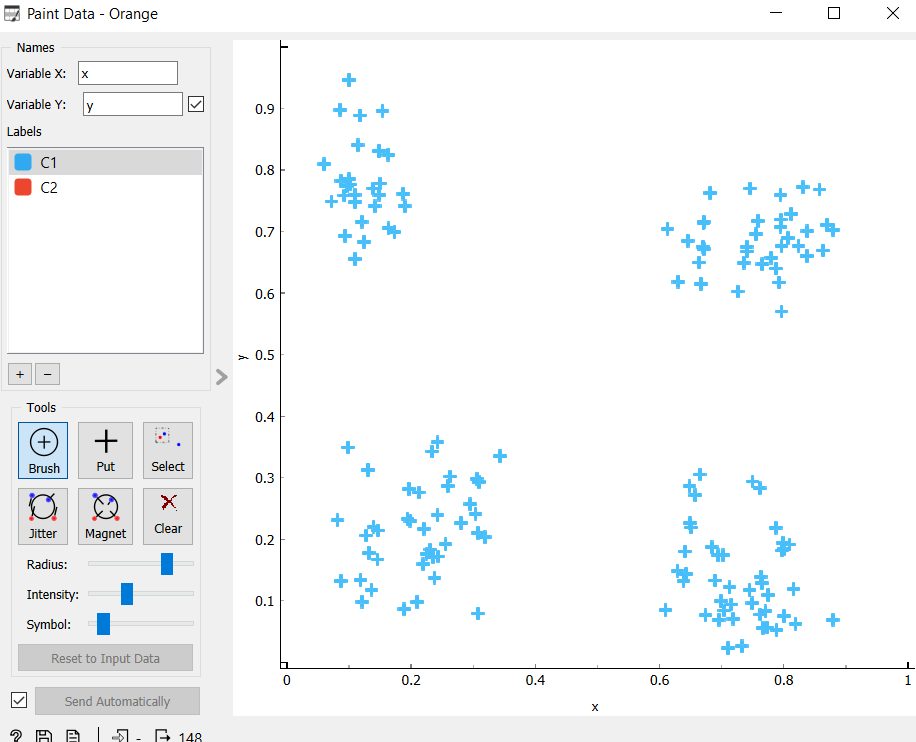 Paint Data - Orange
Names
Variable X: x
Variable Y: y
Labels
C1
C2
+ −
Tools
Brush Put Select
Jitter Magnet Clear
Radius:
Intensity:
Symbol:
Reset to Input Data
Send Automatically
? - 148
y
0.9
0.8
0.7
0.6
0.5
0.4
0.3
0.2
0.1
0 0.2 0.4 0.6 0.8 1
x